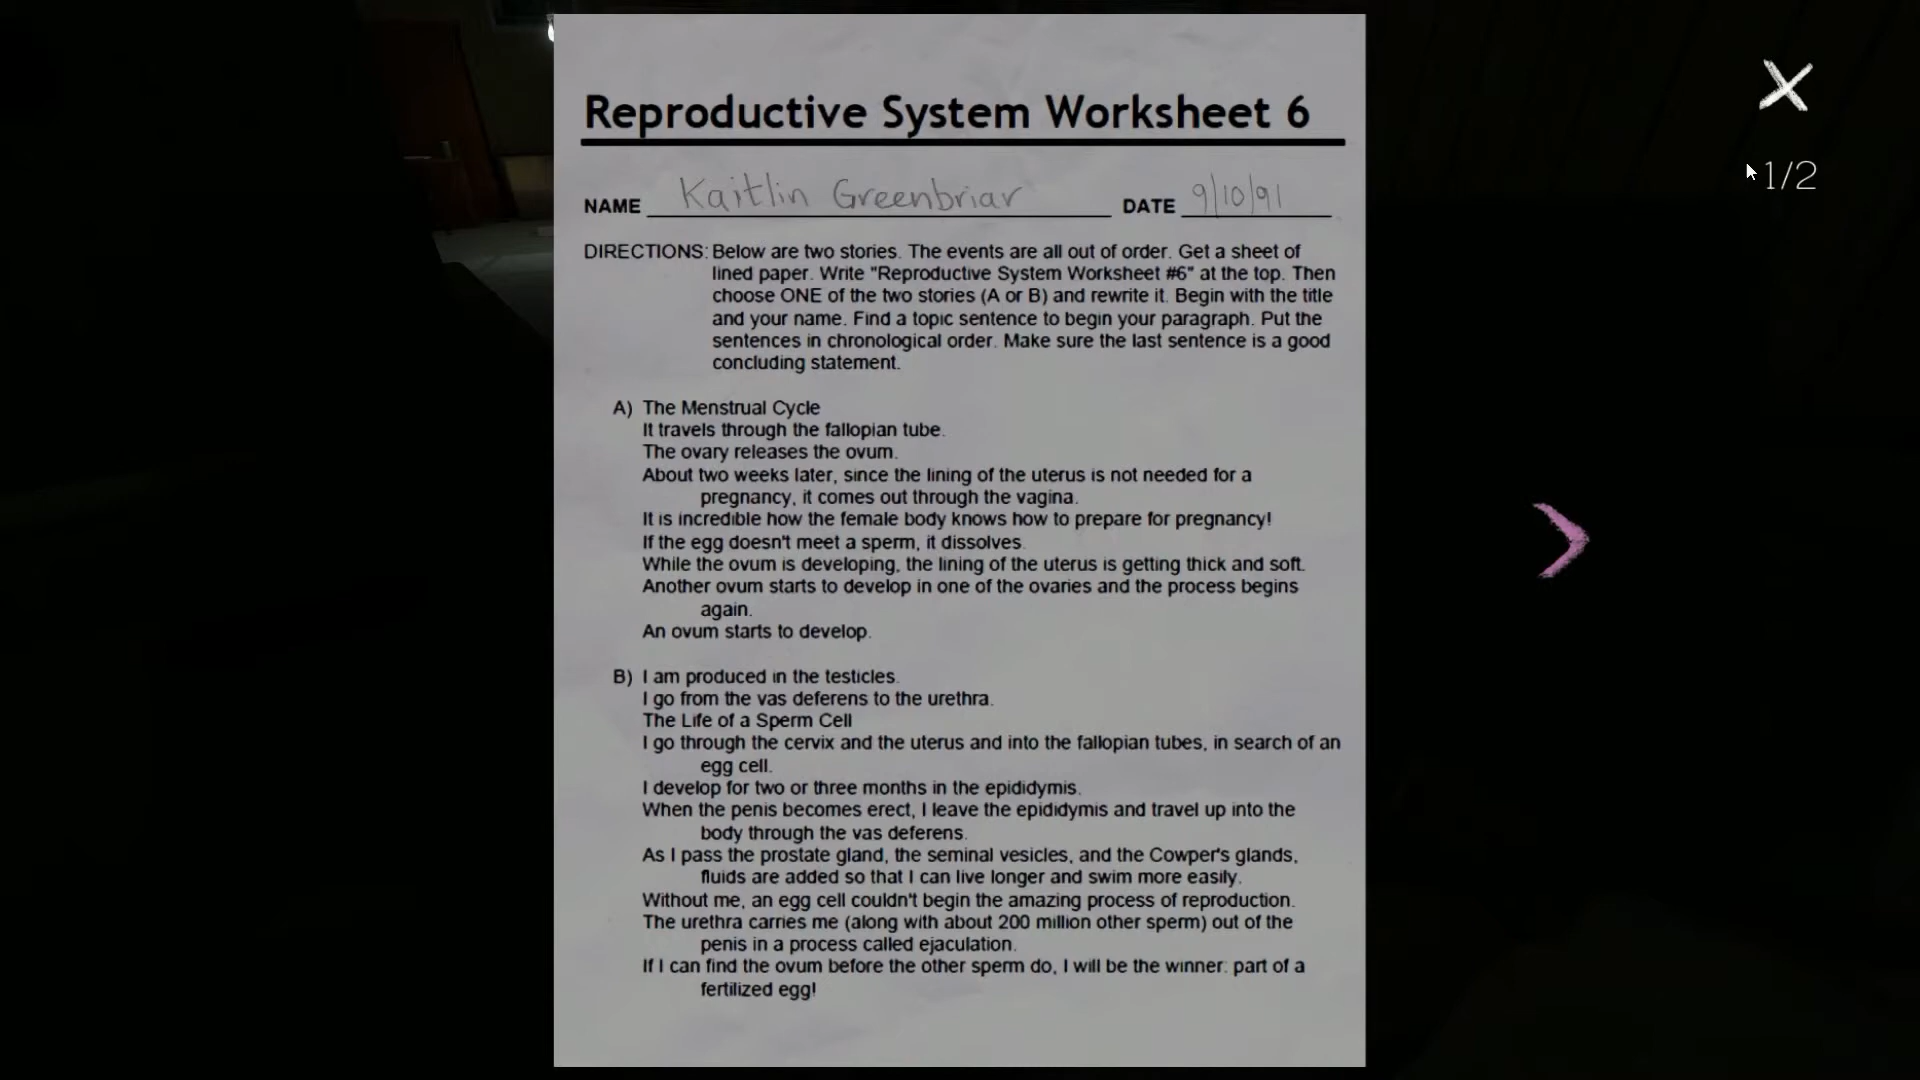 Reproductive System Worksheet 6
NAME Kaitlin Greenbriar DATE 9/10/91
DIRECTIONS: Below are two stories. The events are all out of order. Get a sheet of
lined paper. Write "Reproductive System Worksheet #6" at the top. Then
choose ONE of the two stories (A or B) and rewrite it. Begin with the title
and your name. Find a topic sentence to begin your paragraph. Put the
sentences in chronological order. Make sure the last sentence is a good
concluding statement.
A) The Menstrual Cycle
It travels through the fallopian tube.
The ovary releases the ovum.
About two weeks later, since the lining of the uterus is not needed for a
pregnancy, it comes out through the vagina.
It is incredible how the female body knows how to prepare for pregnancy!
If the egg doesn't meet a sperm, it dissolves.
While the ovum is developing, the lining of the uterus is getting thick and soft.
Another ovum starts to develop in one of the ovaries and the process begins
again.
An ovum starts to develop.
B) I am produced in the testicles.
I go from the vas deferens to the urethra.
The Life of a Sperm Cell
I go through the cervix and the uterus and into the fallopian tubes, in search of an
egg cell.
I develop for two or three months in the epididymis.
When the penis becomes erect, I leave the epididymis and travel up into the
body through the vas deferens.
As I pass the prostate gland, the seminal vesicles, and the Cowper's glands,
fluids are added so that I can live longer and swim more easily.
Without me, an egg cell couldn't begin the amazing process of reproduction.
The urethra carries me (along with about 200 million other sperm) out of the
penis in a process called ejaculation.
If I can find the ovum before the other sperm do, I will be the winner: part of a
fertilized egg!
1/2